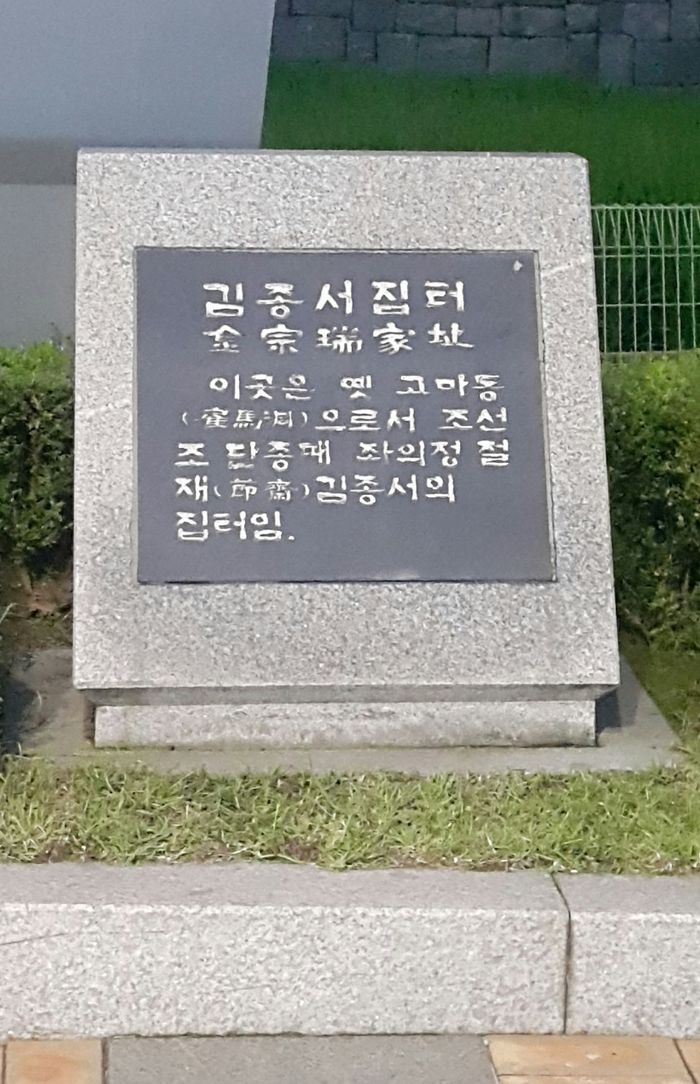 김종서집터
金宗瑞家址
이곳은 옛 고마동
(雇馬洞)으로서 조선
조 단종때 좌의정 절
재(節齋)김종서의
집터임.